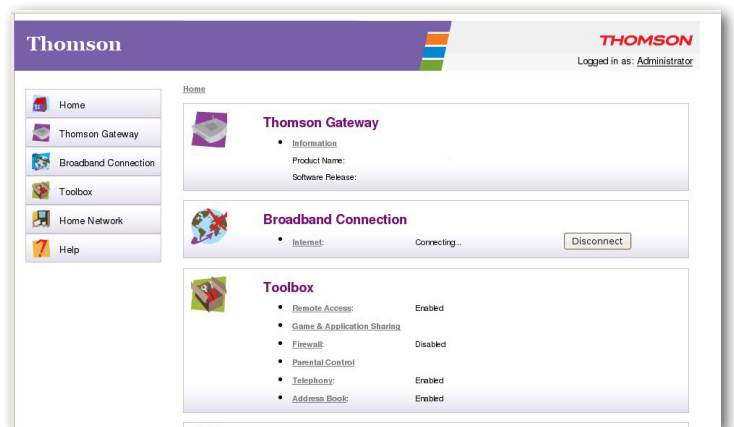 Thomson
THOMSON
Logged in as: Administrator
Home
Home
Thomson Gateway
Broadband Connection
Toolbox
Home Network
Help
Thomson Gateway
Information
Product Name:
Software Release:
Broadband Connection
Internet: Connecting... Disconnect
Toolbox
Remote Access: Enabled
Game & Application Sharing
Firewall: Disabled
Parental Control
Telephony: Enabled
Address Book: Enabled